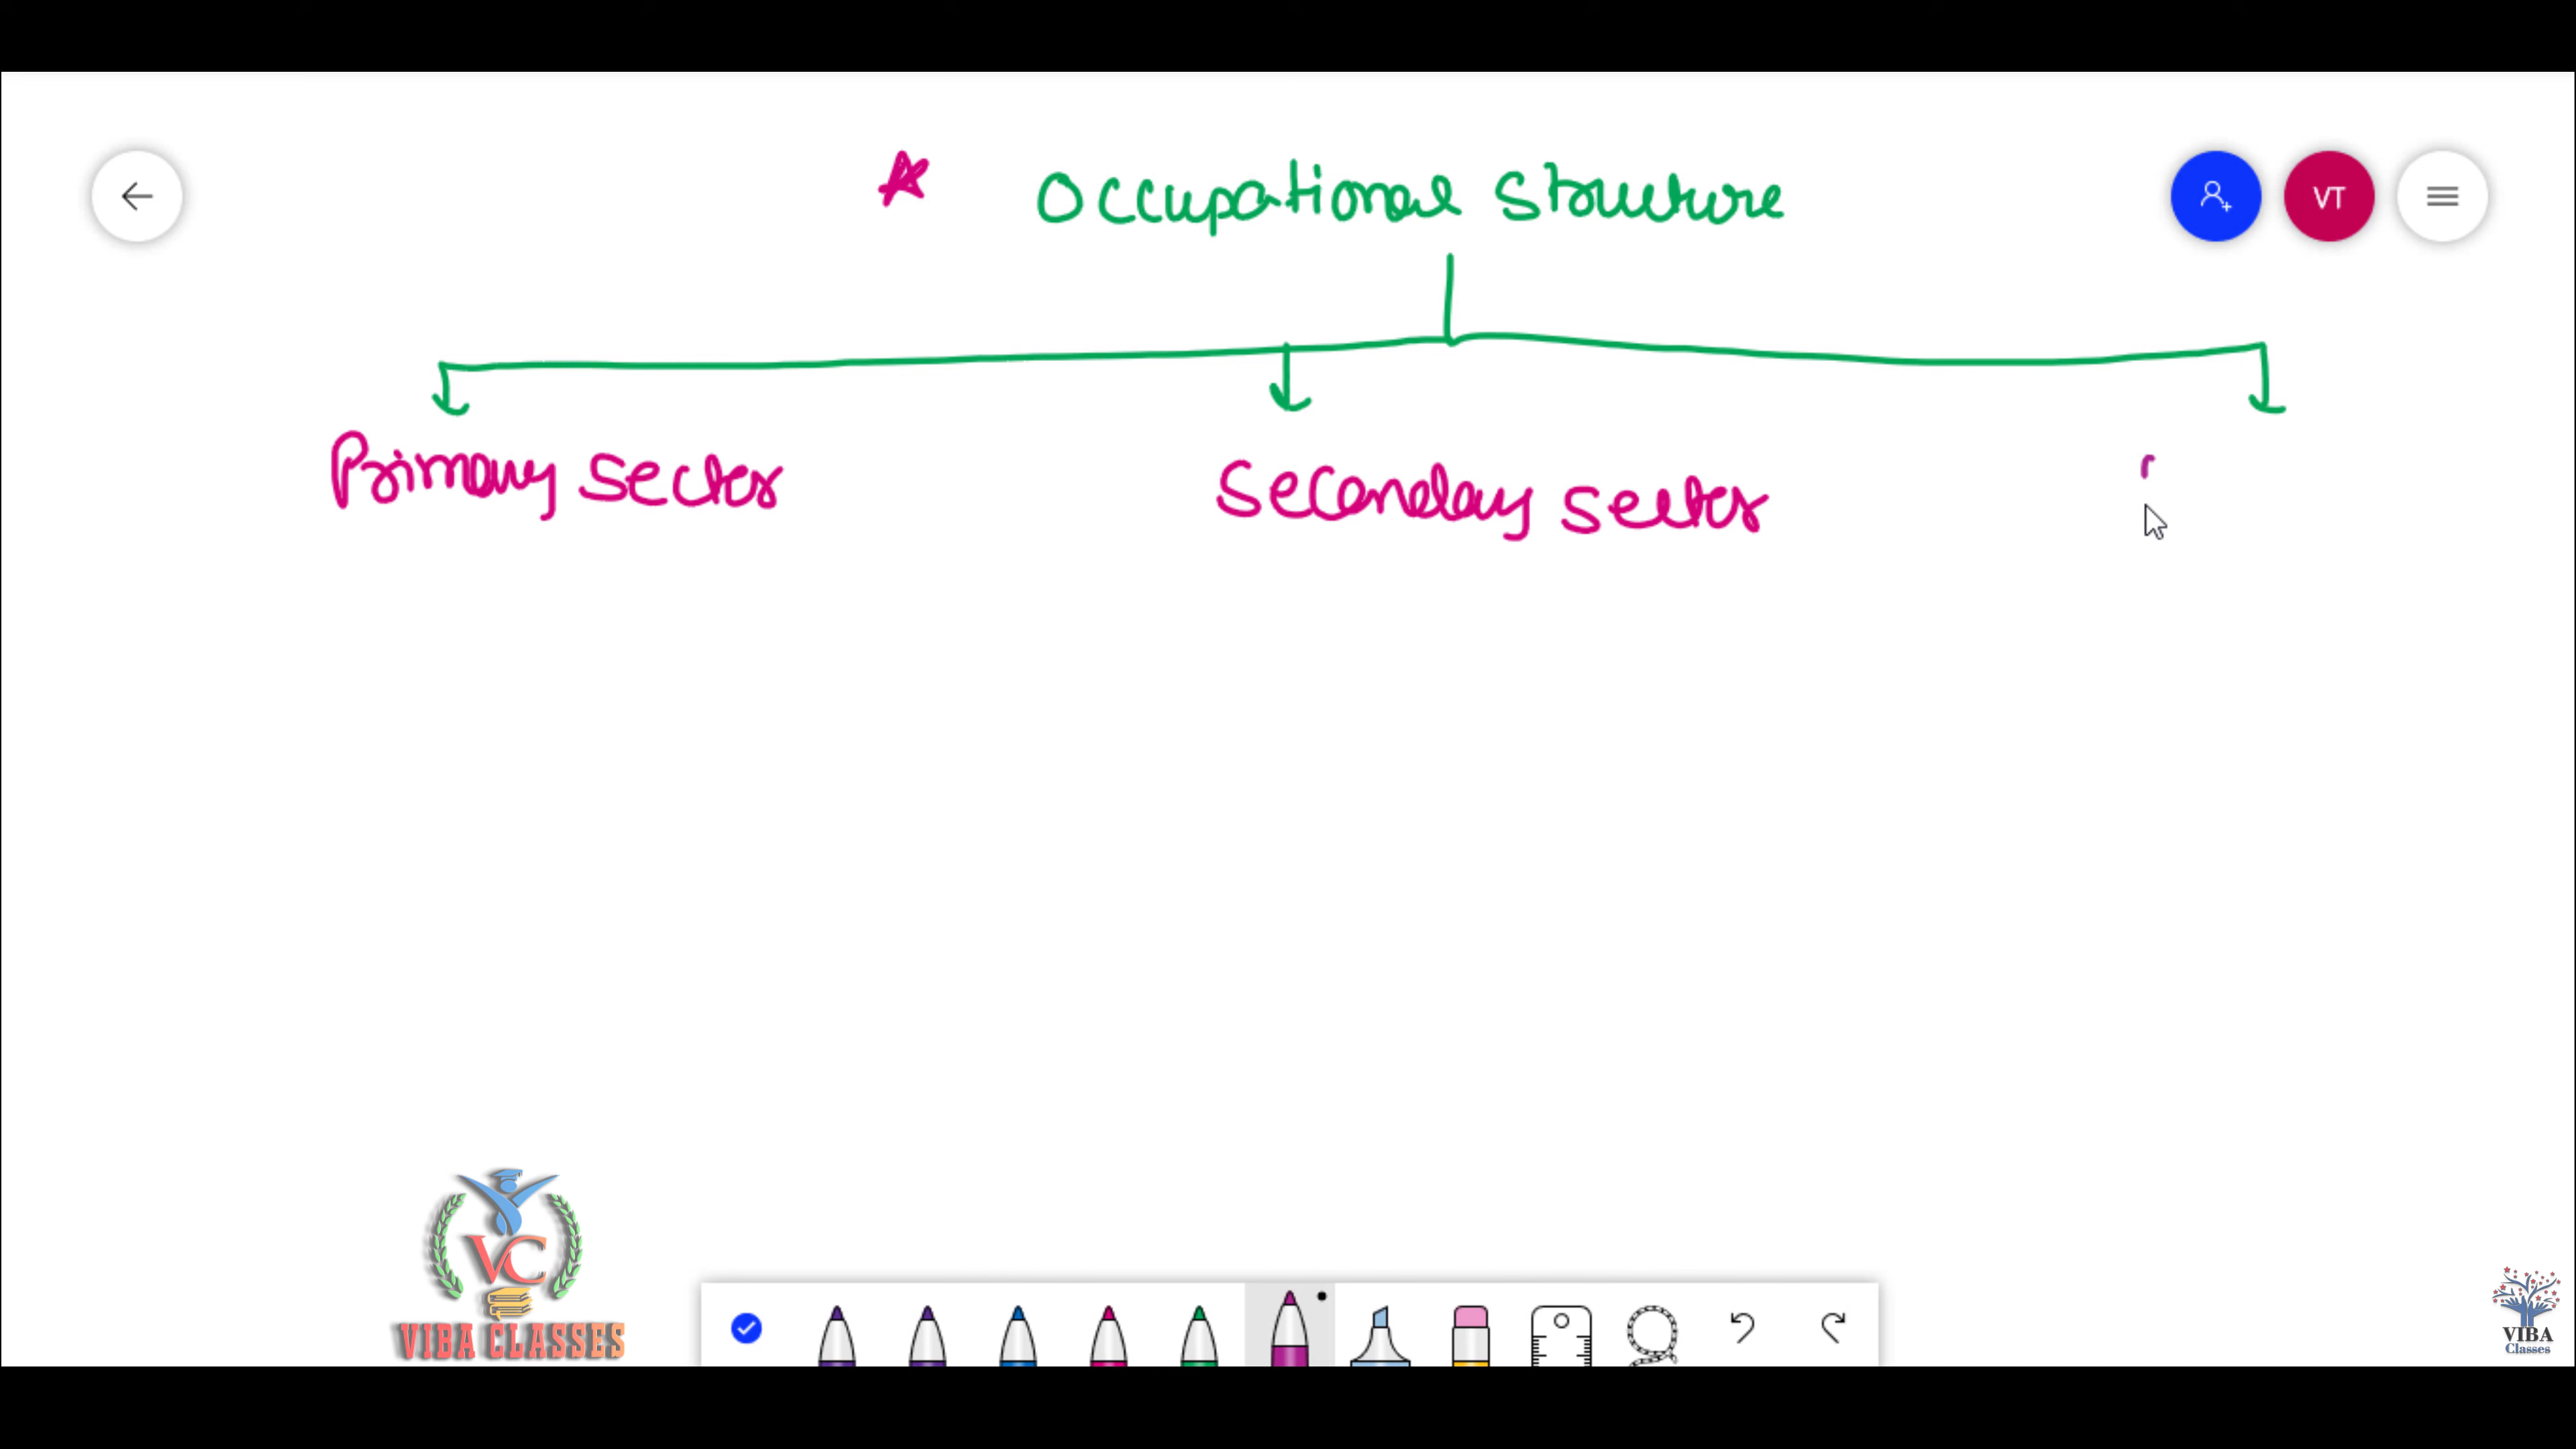 Occupational Structure
VT
Primary Sector
Secondary Sector
VC
VIBA CLASSES
VIBA
Classes